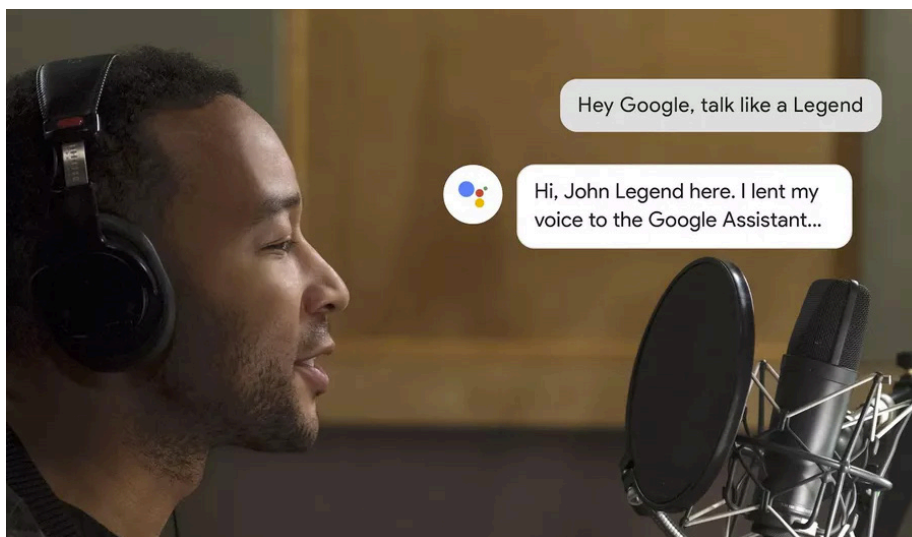 Hey Google, talk like a Legend
Hi, John Legend here. I lent my
voice to the Google Assistant...